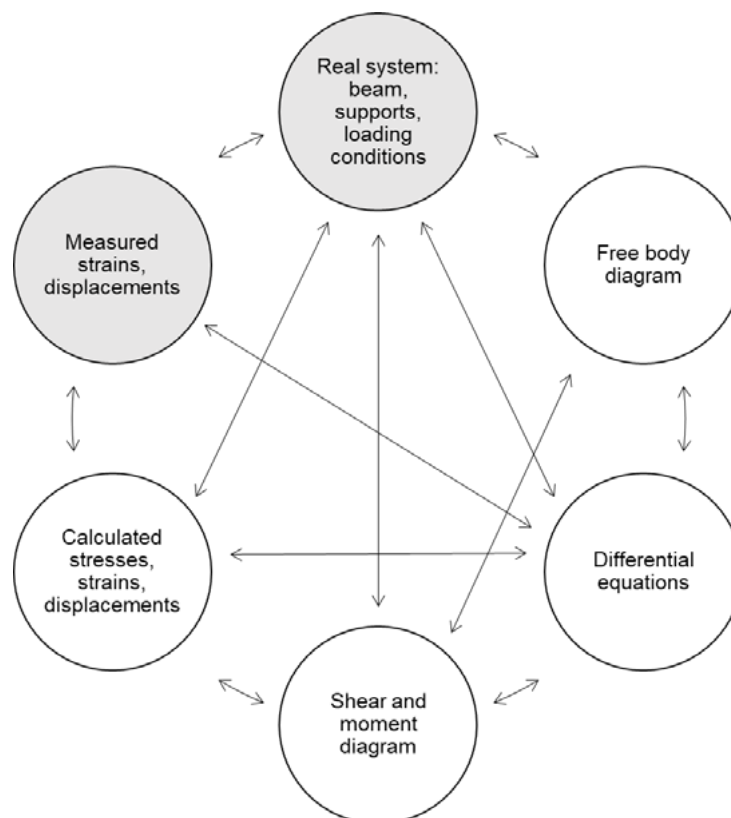 Real system:
beam,
supports,
loading
conditions
Measured
strains,
displacements
Free body
diagram
Calculated
stresses,
strains,
displacements
Differential
equations
Shear and
moment
diagram